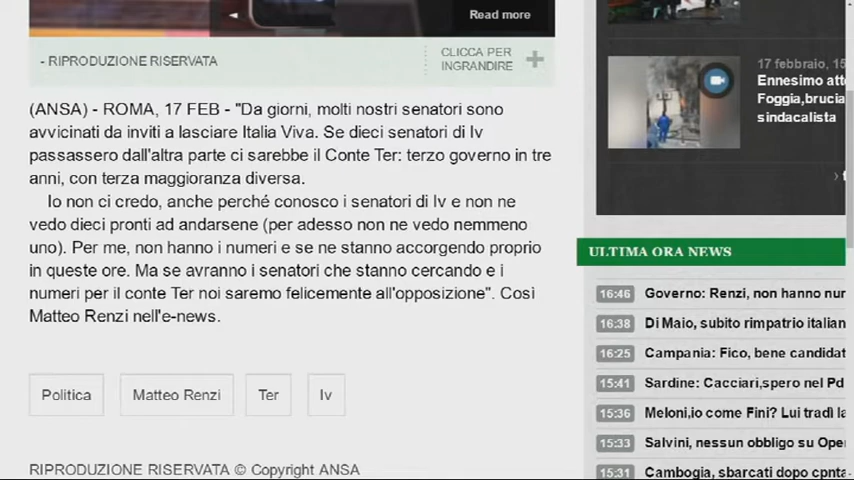 Read more
- RIPRODUZIONE RISERVATA
CLICCA PER
INGRANDIRE
(ANSA) - ROMA, 17 FEB - "Da giorni, molti nostri senatori sono
avvicinati da inviti a lasciare Italia Viva. Se dieci senatori di Iv
passassero dall'altra parte ci sarebbe il Conte Ter: terzo governo in tre
anni, con terza maggioranza diversa.
Io non ci credo, anche perché conosco i senatori di Iv e non ne
vedo dieci pronti ad andarsene (per adesso non ne vedo nemmeno
uno). Per me, non hanno i numeri e se ne stanno accorgendo proprio
in queste ore. Ma se avranno i senatori che stanno cercando e i
numeri per il conte Ter noi saremo felicemente all'opposizione". Così
Matteo Renzi nell'e-news.
Politica
Matteo Renzi
Ter
Iv
RIPRODUZIONE RISERVATA © Copyright ANSA
17 febbraio, 15
Ennesimo atte
Foggia,brucia
sindacalista
ULTIMA ORA NEWS
16:46 Governo: Renzi, non hanno nur
16:38 Di Maio, subito rimpatrio italian
16:25 Campania: Fico, bene candidat
15:41 Sardine: Cacciari,spero nel Pd
15:36 Meloni,io come Fini? Lui tradì la
15:33 Salvini, nessun obbligo su Ope
15:31 Cambogia, sbarcati dopo